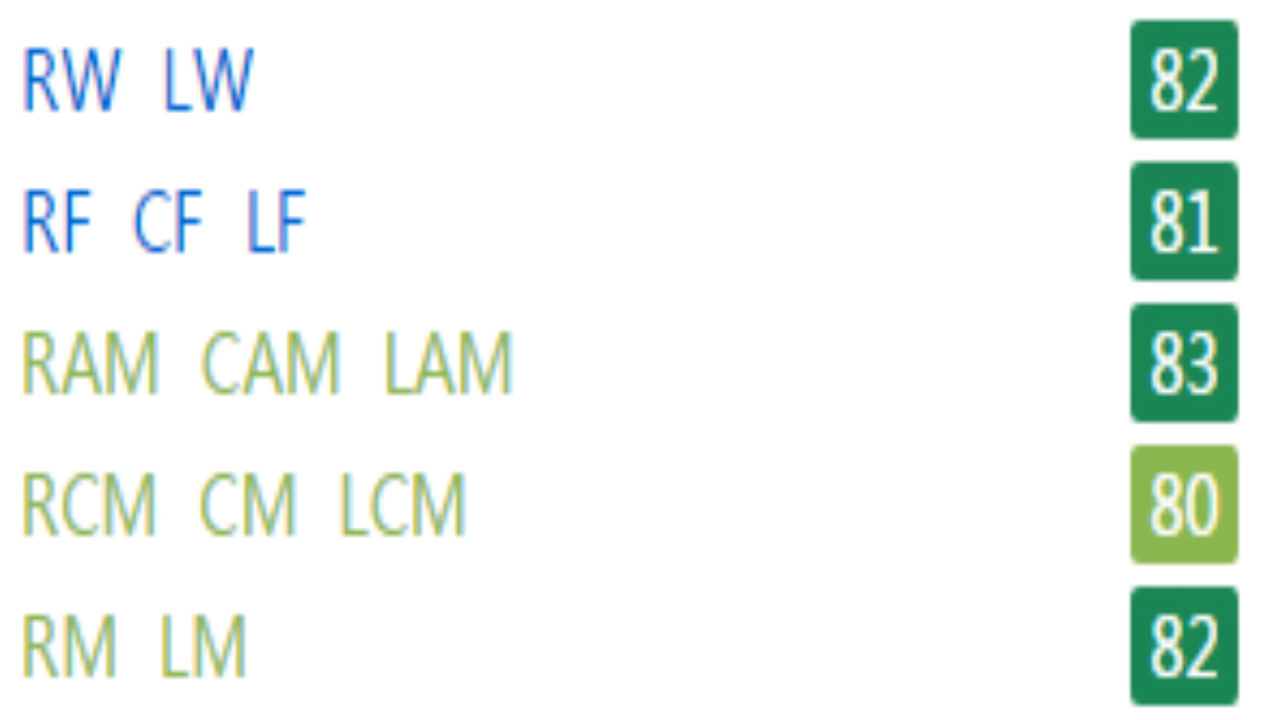 RW LW 82
RF CF LF 81
RAM CAM LAM 83
RCM CM LCM 80
RM LM 82